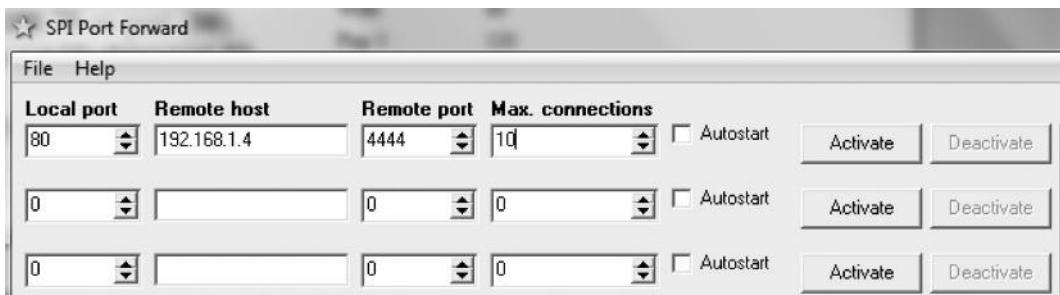 SPI Port Forward
File Help
Local port Remote host Remote port Max. connections
80 192.168.1.4 4444 10 Autostart Activate Deactivate
0 0 0 Autostart Activate Deactivate
0 0 0 Autostart Activate Deactivate